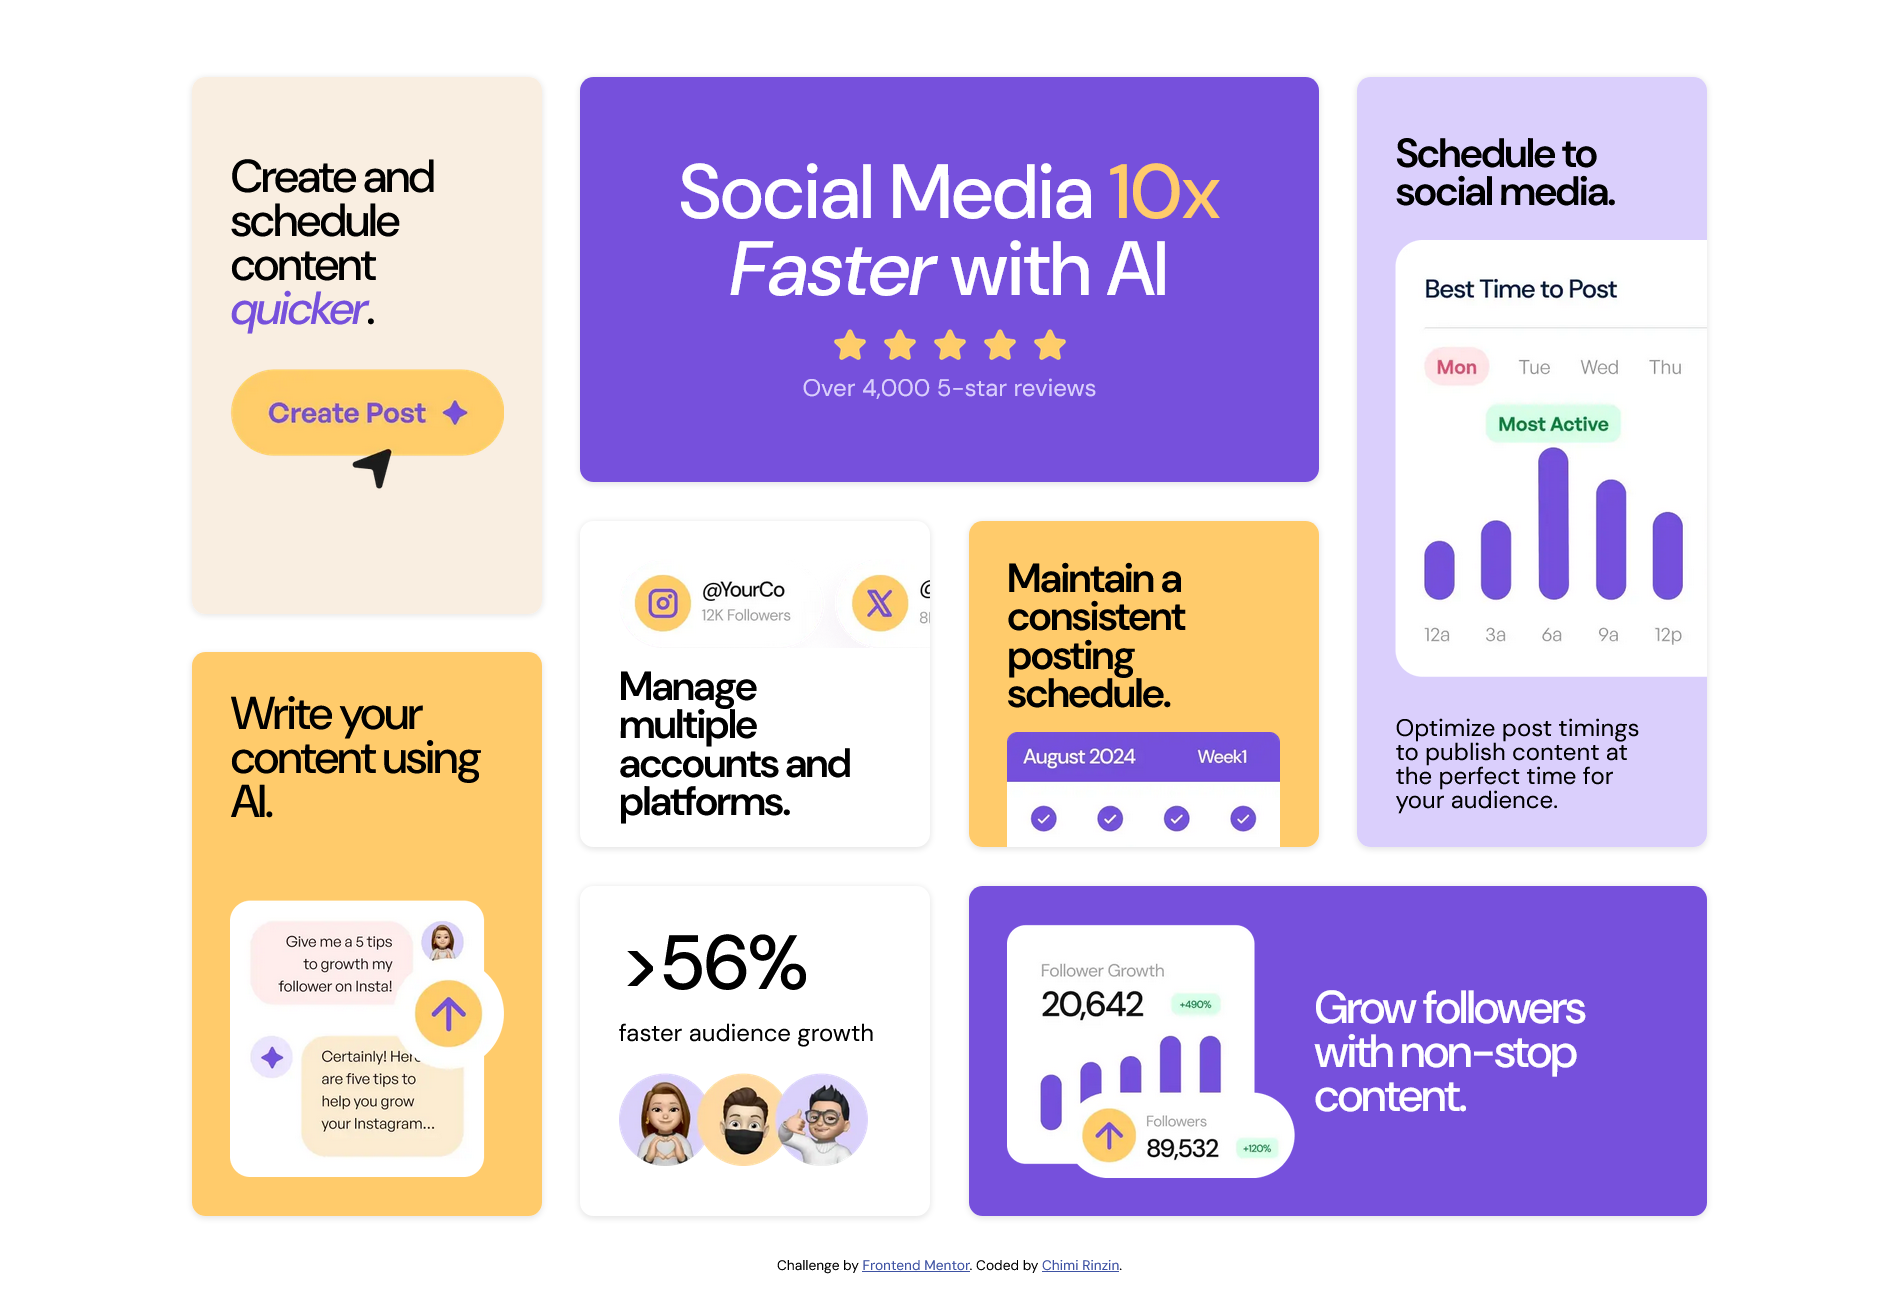 Create and
schedule
content
quicker.
Create Post
Social Media 10x
Faster with AI
Over 4,000 5-star reviews
Schedule to
social media.
Best Time to Post
Mon Tue Wed Thu
Most Active
12a 3a 6a 9a 12p
Optimize post timings
to publish content at
the perfect time for
your audience.
@YourCo
12K Followers
@
Manage
multiple
accounts and
platforms.
Maintain a
consistent
posting
schedule.
August 2024 Week1
Write your
content using
AI.
Give me a 5 tips
to growth my
follower on Insta!
Certainly!
are five tips to
help you grow
your Instagram...
>56%
faster audience growth
Follower Growth
20,642 +490%
Followers
89,532 +120%
Grow followers
with non-stop
content.
Challenge by Frontend Mentor. Coded by Chimi Rinzin.